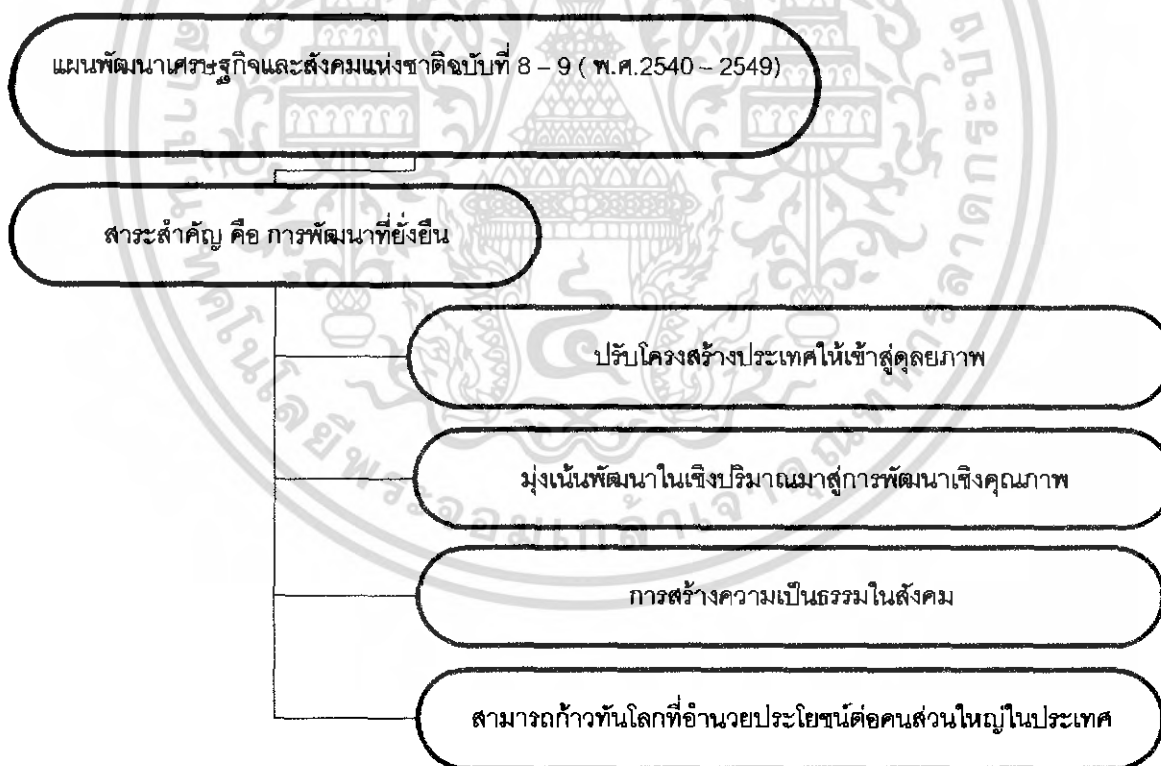 แผนพัฒนาเศรษฐกิจและสังคมแห่งชาติฉบับที่ 8 – 9 ( พ.ศ.2540 – 2549)
สาระสำคัญ คือ การพัฒนาที่ยั่งยืน
ปรับโครงสร้างประเทศให้เข้าสู่ดุลยภาพ
มุ่งเน้นพัฒนาในเชิงปริมาณมาสู่การพัฒนาเชิงคุณภาพ
การสร้างความเป็นธรรมในสังคม
สามารถก้าวทันโลกที่อำนวยประโยชน์ต่อคนส่วนใหญ่ในประเทศ